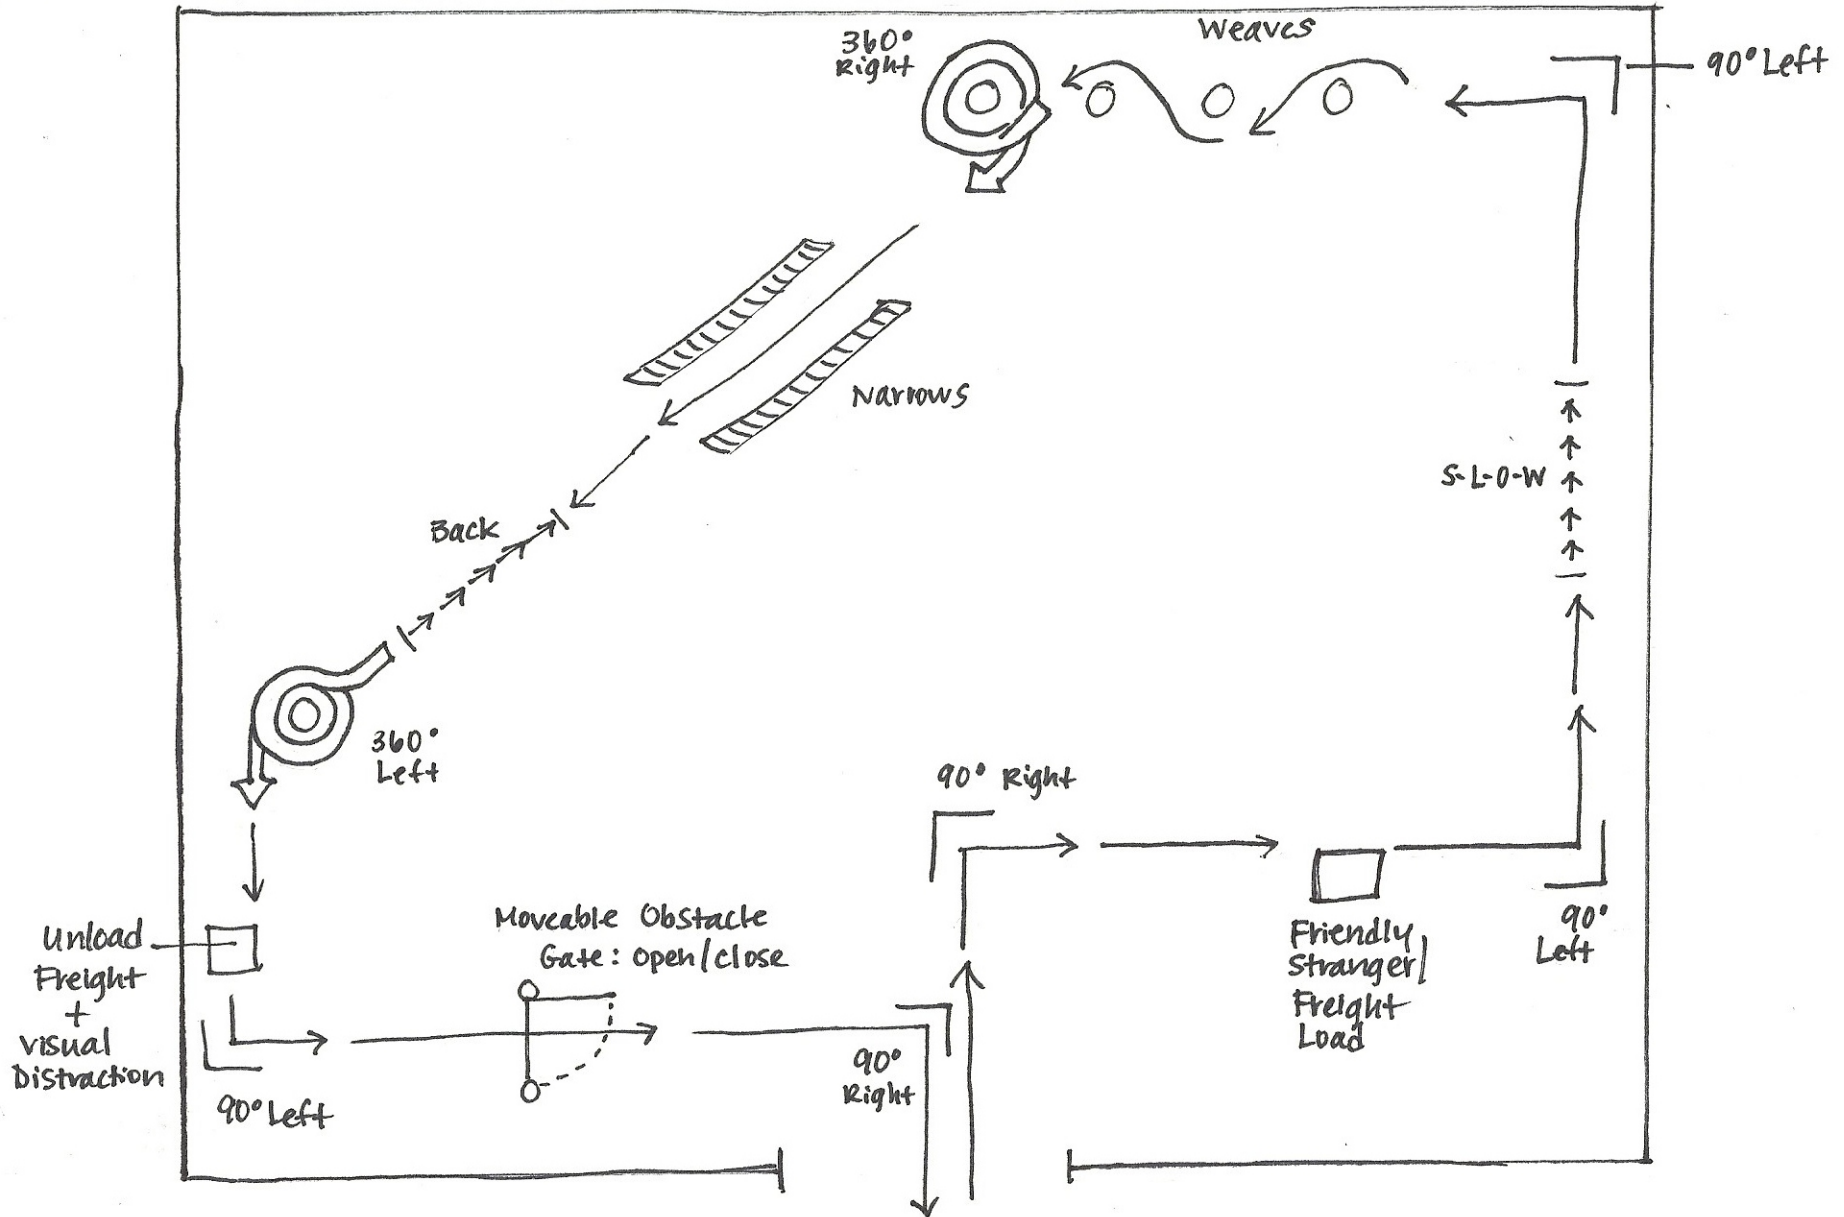 Weaves
360°
Right
90° Left
Narrows
S-L-O-W
Back
360°
Left
90° Right
Unload
Freight
+
Visual
Distraction
Moveable Obstacle
Gate: open/close
90°
Left
Friendly
Stranger/
Freight
Load
90°
Right
90° Left